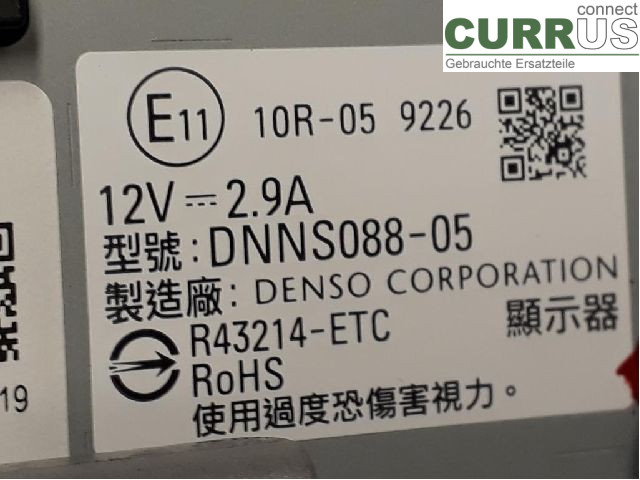 connect
CURRUS
Gebrauchte Ersatzteile
E11 10R-05 9226
12V ⎓ 2.9A
型號:DNNS088-05
製造廠:DENSO CORPORATION
R43214-ETC 顯示器
RoHS
使用過度恐傷害視力。
19